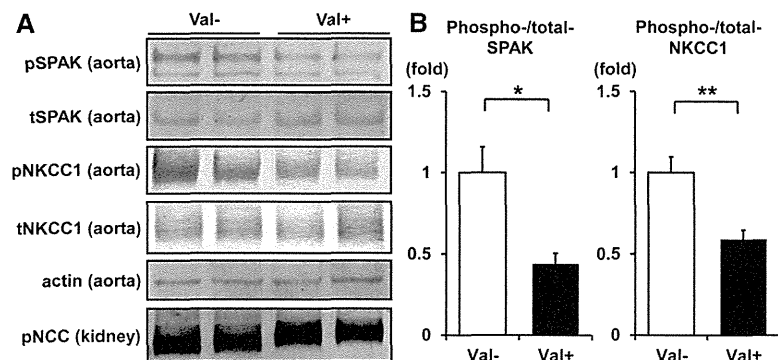 A
Val- Val+
pSPAK (aorta)
tSPAK (aorta)
pNKCC1 (aorta)
tNKCC1 (aorta)
actin (aorta)
pNCC (kidney)
B
Phospho-/total-
SPAK
(fold)
1.5
1
0.5
0
*
Val- Val+
Phospho-/total-
NKCC1
(fold)
1.5
1
0.5
0
**
Val- Val+